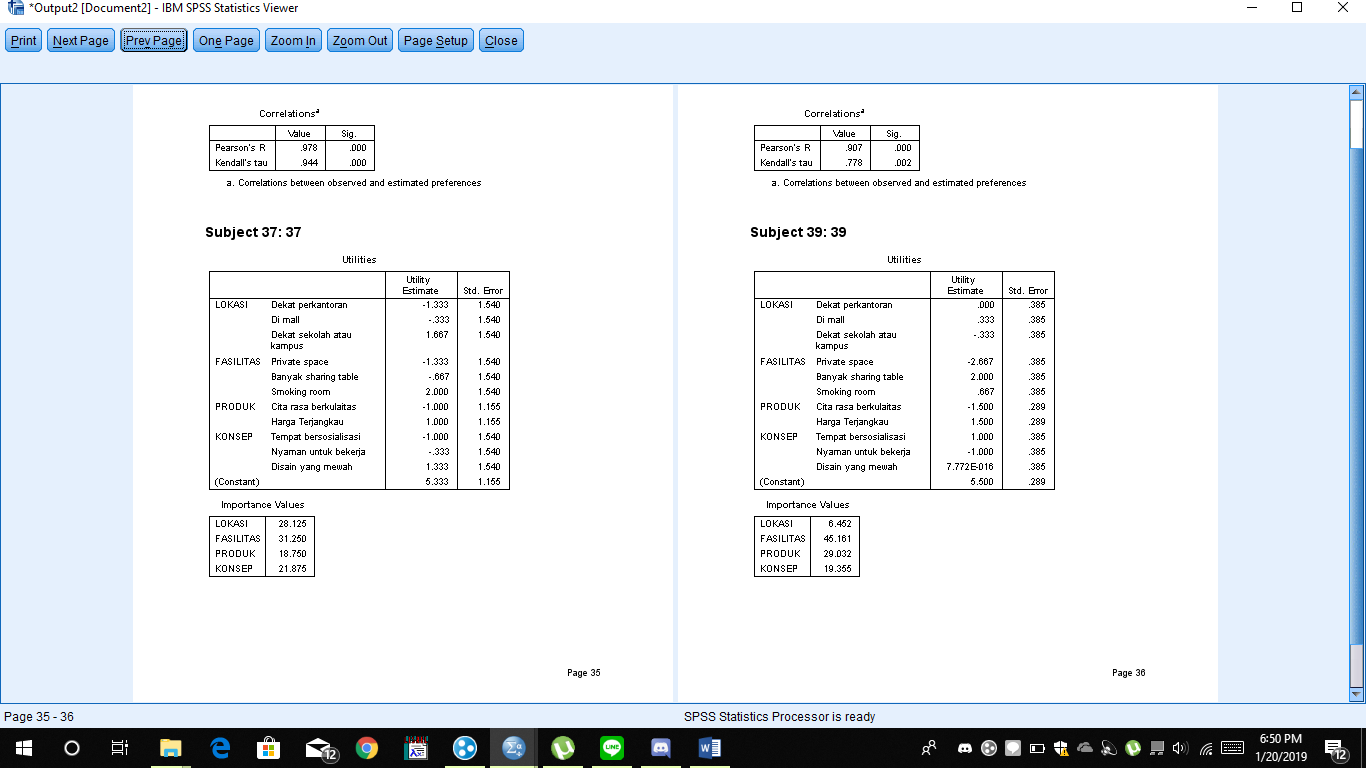 *Output2 [Document2] - IBM SPSS Statistics Viewer
Print Next Page Prev Page One Page Zoom In Zoom Out Page Setup Close
Correlationsa
Value Sig.
Pearson's R .978 .000
Kendall's tau .944 .000
a. Correlations between observed and estimated preferences
Subject 37: 37
Utilities
Utility
Estimate Std. Error
LOKASI Dekat perkantoran -1.333 1.540
Di mall -.333 1.540
Dekat sekolah atau 1.667 1.540
kampus
FASILITAS Private space -1.333 1.540
Banyak sharing table -.667 1.540
Smoking room 2.000 1.540
PRODUK Cita rasa berkulaitas -1.000 1.155
Harga Terjangkau 1.000 1.155
KONSEP Tempat bersosialisasi -1.000 1.540
Nyaman untuk bekerja -.333 1.540
Disain yang mewah 1.333 1.540
(Constant) 5.333 1.155
Importance Values
LOKASI 28.125
FASILITAS 31.250
PRODUK 18.750
KONSEP 21.875
Page 35
Correlationsa
Value Sig.
Pearson's R .907 .000
Kendall's tau .778 .002
a. Correlations between observed and estimated preferences
Subject 39: 39
Utilities
Utility
Estimate Std. Error
LOKASI Dekat perkantoran .000 .385
Di mall .333 .385
Dekat sekolah atau -.333 .385
kampus
FASILITAS Private space -2.667 .385
Banyak sharing table 2.000 .385
Smoking room .667 .385
PRODUK Cita rasa berkulaitas -1.500 .289
Harga Terjangkau 1.500 .289
KONSEP Tempat bersosialisasi 1.000 .385
Nyaman untuk bekerja -1.000 .385
Disain yang mewah 7.772E-016 .385
(Constant) 5.500 .289
Importance Values
LOKASI 6.452
FASILITAS 45.161
PRODUK 29.032
KONSEP 19.355
Page 36
Page 35 - 36 SPSS Statistics Processor is ready
12
LINE
6:50 PM
1/20/2019
12